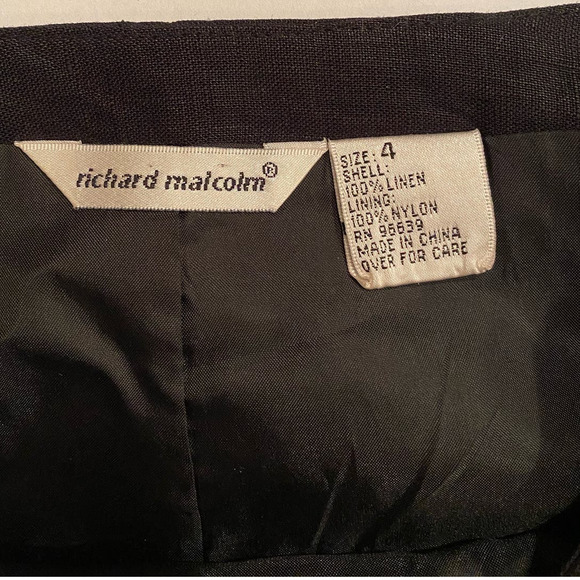 richard malcolm®
SIZE: 4
SHELL:
100% LINEN
LINING:
100% NYLON
RN 96639
MADE IN CHINA
OVER FOR CARE